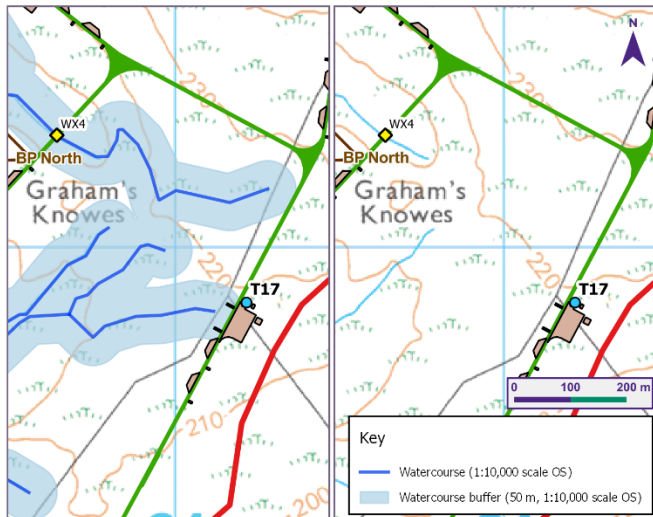 230
WX4
BP North
Graham's
Knowes
220
T17
210
200
N
230
WX4
BP North
Graham's
Knowes
220
T17
0 100 200 m
Key
Watercourse (1:10,000 scale OS)
Watercourse buffer (50 m, 1:10,000 scale OS)